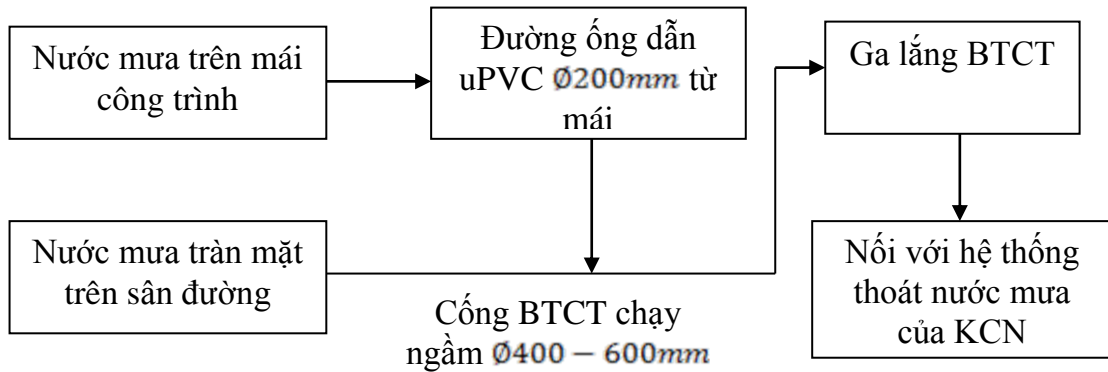 Nước mưa trên mái
công trình
Đường ống dẫn
uPVC Ø200mm từ
mái
Ga lắng BTCT
Nước mưa tràn mặt
trên sân đường
Cống BTCT chạy
ngầm Ø400 − 600mm
Nối với hệ thống
thoát nước mưa
của KCN